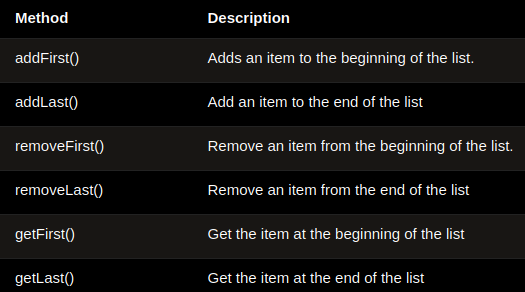 Method Description
addFirst() Adds an item to the beginning of the list.
addLast() Add an item to the end of the list
removeFirst() Remove an item from the beginning of the list.
removeLast() Remove an item from the end of the list
getFirst() Get the item at the beginning of the list
getLast() Get the item at the end of the list